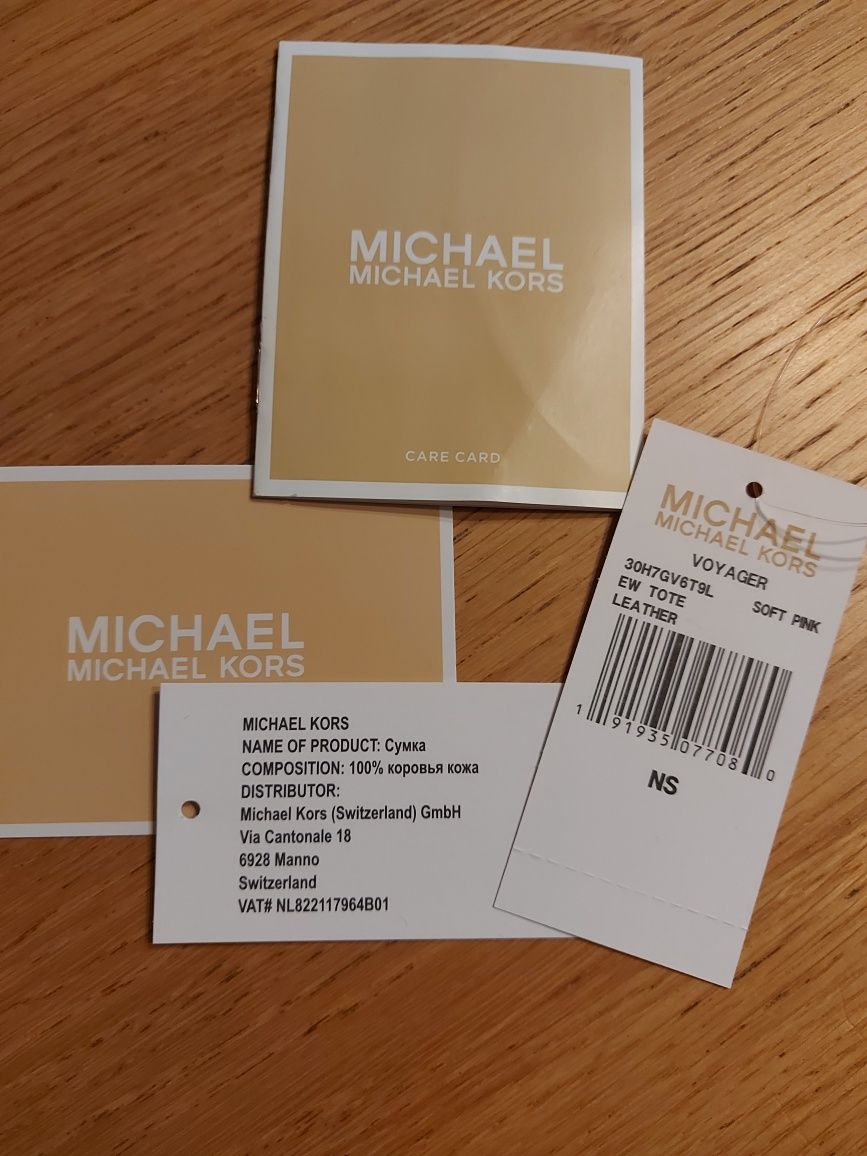 MICHAEL
MICHAEL KORS
CARE CARD
MICHAEL
MICHAEL KORS
MICHAEL KORS
NAME OF PRODUCT: Сумка
COMPOSITION: 100% коровья кожа
DISTRIBUTOR:
Michael Kors (Switzerland) GmbH
Via Cantonale 18
6928 Manno
Switzerland
VAT# NL822117964B01
MICHAEL
MICHAEL KORS
VOYAGER
30H7GV6T9L
EW TOTE SOFT PINK
LEATHER
1 91935 07708 0
NS